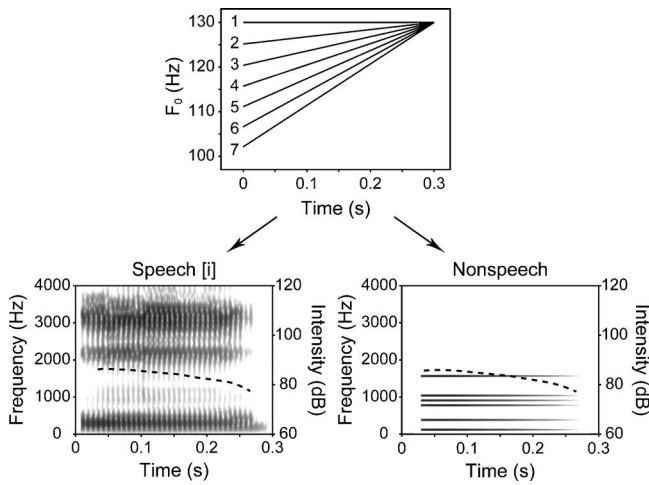 130
120
110
100
F0 (Hz)
1
2
3
4
5
6
7
0 0.1 0.2 0.3
Time (s)
Speech [i]
4000
3000
2000
1000
0
Frequency (Hz)
120
100
80
60
Intensity (dB)
0 0.1 0.2 0.3
Time (s)
Nonspeech
4000
3000
2000
1000
0
Frequency (Hz)
120
100
80
60
Intensity (dB)
0 0.1 0.2 0.3
Time (s)